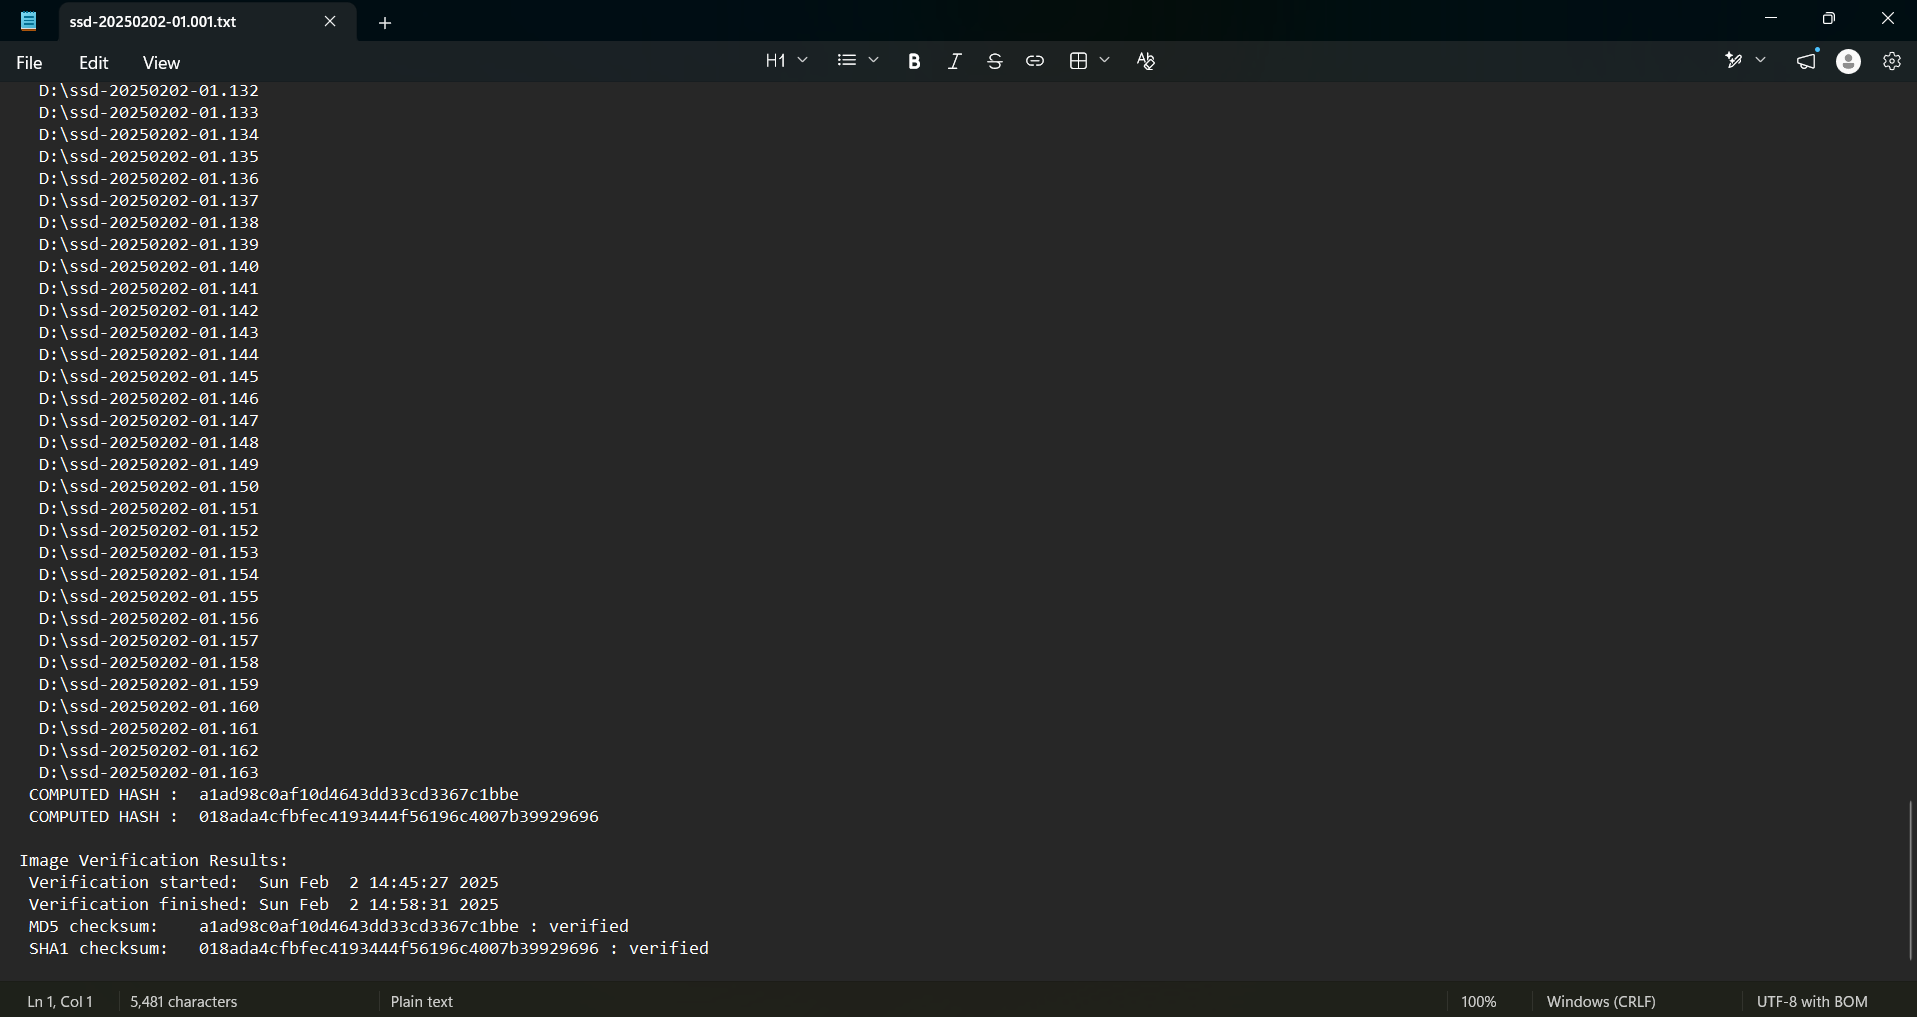 ssd-20250202-01.001.txt
File Edit View H1 B I S Ab
D:\ssd-20250202-01.132
D:\ssd-20250202-01.133
D:\ssd-20250202-01.134
D:\ssd-20250202-01.135
D:\ssd-20250202-01.136
D:\ssd-20250202-01.137
D:\ssd-20250202-01.138
D:\ssd-20250202-01.139
D:\ssd-20250202-01.140
D:\ssd-20250202-01.141
D:\ssd-20250202-01.142
D:\ssd-20250202-01.143
D:\ssd-20250202-01.144
D:\ssd-20250202-01.145
D:\ssd-20250202-01.146
D:\ssd-20250202-01.147
D:\ssd-20250202-01.148
D:\ssd-20250202-01.149
D:\ssd-20250202-01.150
D:\ssd-20250202-01.151
D:\ssd-20250202-01.152
D:\ssd-20250202-01.153
D:\ssd-20250202-01.154
D:\ssd-20250202-01.155
D:\ssd-20250202-01.156
D:\ssd-20250202-01.157
D:\ssd-20250202-01.158
D:\ssd-20250202-01.159
D:\ssd-20250202-01.160
D:\ssd-20250202-01.161
D:\ssd-20250202-01.162
D:\ssd-20250202-01.163
COMPUTED HASH : a1ad98c0af10d4643dd33cd3367c1bbe
COMPUTED HASH : 018ada4cfbfec4193444f56196c4007b39929696
Image Verification Results:
Verification started: Sun Feb 2 14:45:27 2025
Verification finished: Sun Feb 2 14:58:31 2025
MD5 checksum: a1ad98c0af10d4643dd33cd3367c1bbe : verified
SHA1 checksum: 018ada4cfbfec4193444f56196c4007b39929696 : verified
Ln 1, Col 1 5,481 characters Plain text 100% Windows (CRLF) UTF-8 with BOM